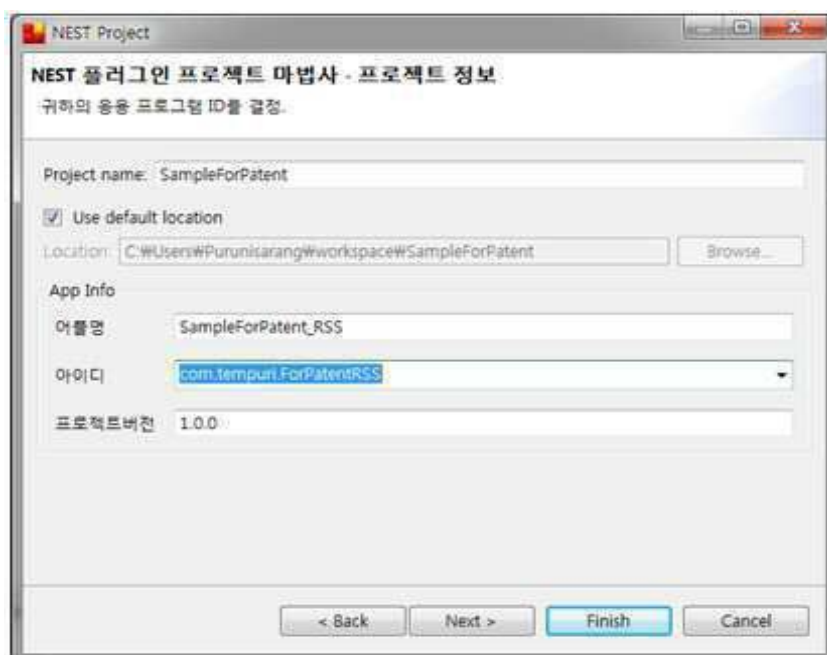 NEST Project
NEST 플러그인 프로젝트 마법사 - 프로젝트 정보
귀하의 응용 프로그램 ID를 결정.
Project name: SampleForPatent
Use default location
Location: C:₩Users₩Purunisarang₩workspace₩SampleForPatent Browse...
App Info
어플명 SampleForPatent_RSS
아이디 com.tempuri.ForPatentRSS
프로젝트버전 1.0.0
< Back Next > Finish Cancel